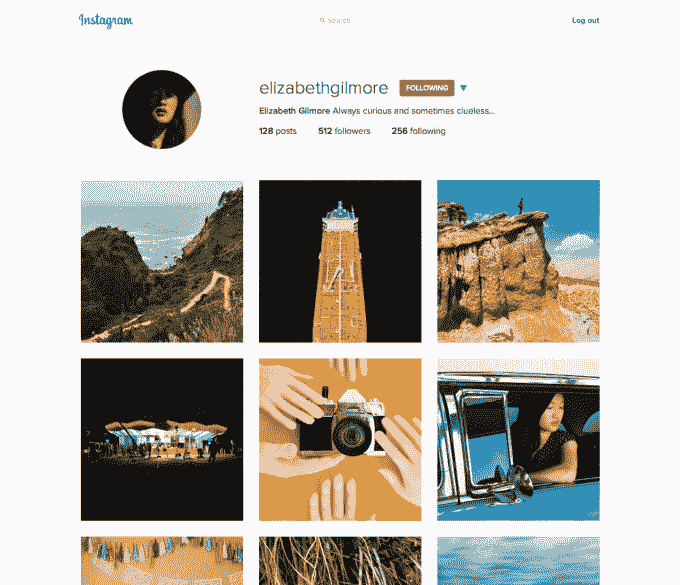 Instagram
Search
Log out
elizabethgilmore FOLLOWING
Elizabeth Gilmore Always curious and sometimes clueless...
128 posts 512 followers 256 following